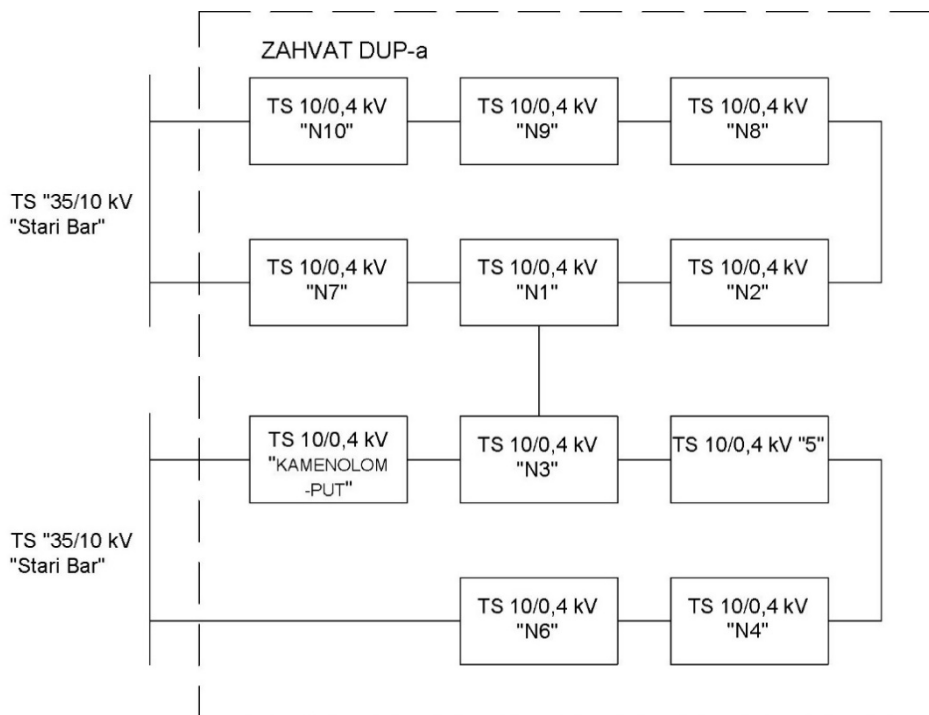 ZAHVAT DUP-a
TS 10/0,4 kV
"N10"
TS 10/0,4 kV
"N9"
TS 10/0,4 kV
"N8"
TS "35/10 kV
"Stari Bar"
TS 10/0,4 kV
"N7"
TS 10/0,4 kV
"N1"
TS 10/0,4 kV
"N2"
TS 10/0,4 kV
"KAMENOLOM
-PUT"
TS 10/0,4 kV
"N3"
TS 10/0,4 kV "5"
TS "35/10 kV
"Stari Bar"
TS 10/0,4 kV
"N6"
TS 10/0,4 kV
"N4"